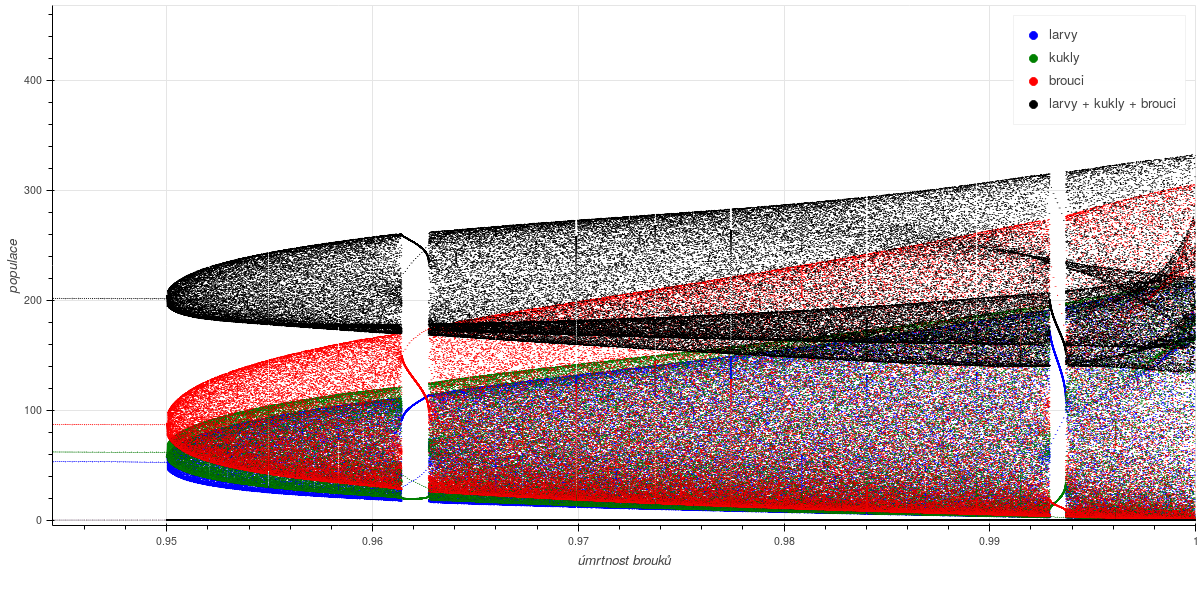 larvy
kukly
brouci
larvy + kukly + brouci
populace
400
300
200
100
0
0.95
0.96
0.97
0.98
0.99
1
úmrtnost brouků